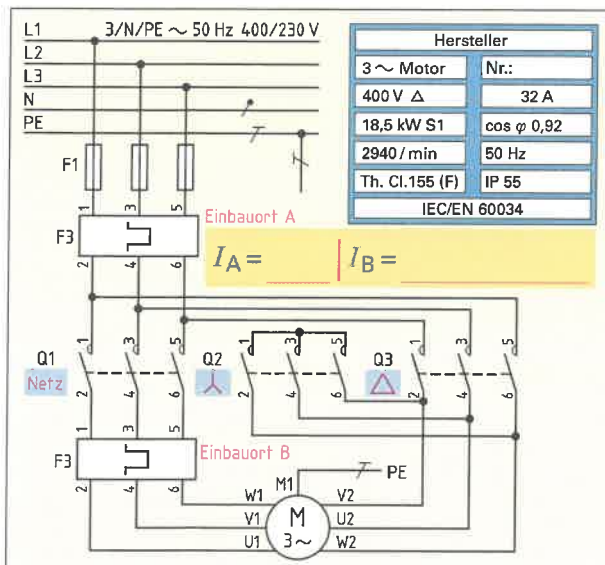 L1 3/N/PE ~ 50 Hz 400/230 V
L2
L3
N
PE
Hersteller
3 ~ Motor Nr.:
400 V Δ 32 A
18,5 kW S1 cos φ 0,92
2940/min 50 Hz
Th. Cl.155 (F) IP 55
IEC/EN 60034
F1
1 3 5 Einbauort A
F3
2 4 6
I_A = ____ | I_B = ____
Q1 1 3 5 Q2 1 3 5 Q3 1 3 5
Netz Δ
2 4 6 2 4 6 2 4 6
1 3 5 Einbauort B
F3
2 4 6
M1 PE
W1 V2
V1 M U2
U1 3~ W2